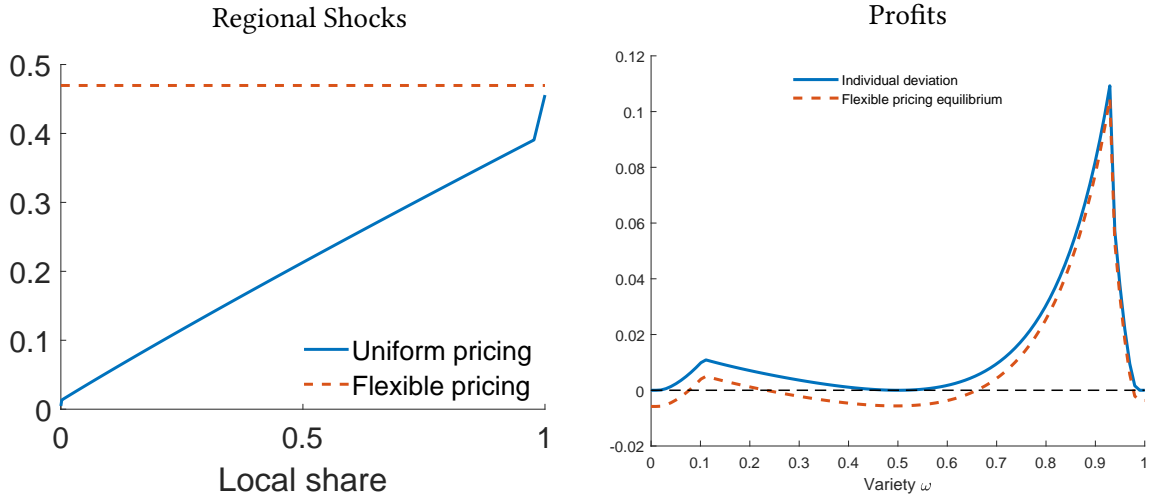 Regional Shocks
0.5
0.4
0.3
0.2
0.1
0
Uniform pricing
Flexible pricing
0 0.5 1
Local share
Profits
0.12
0.1
0.08
0.06
0.04
0.02
0
-0.02
Individual deviation
Flexible pricing equilibrium
0 0.1 0.2 0.3 0.4 0.5 0.6 0.7 0.8 0.9 1
Variety ω